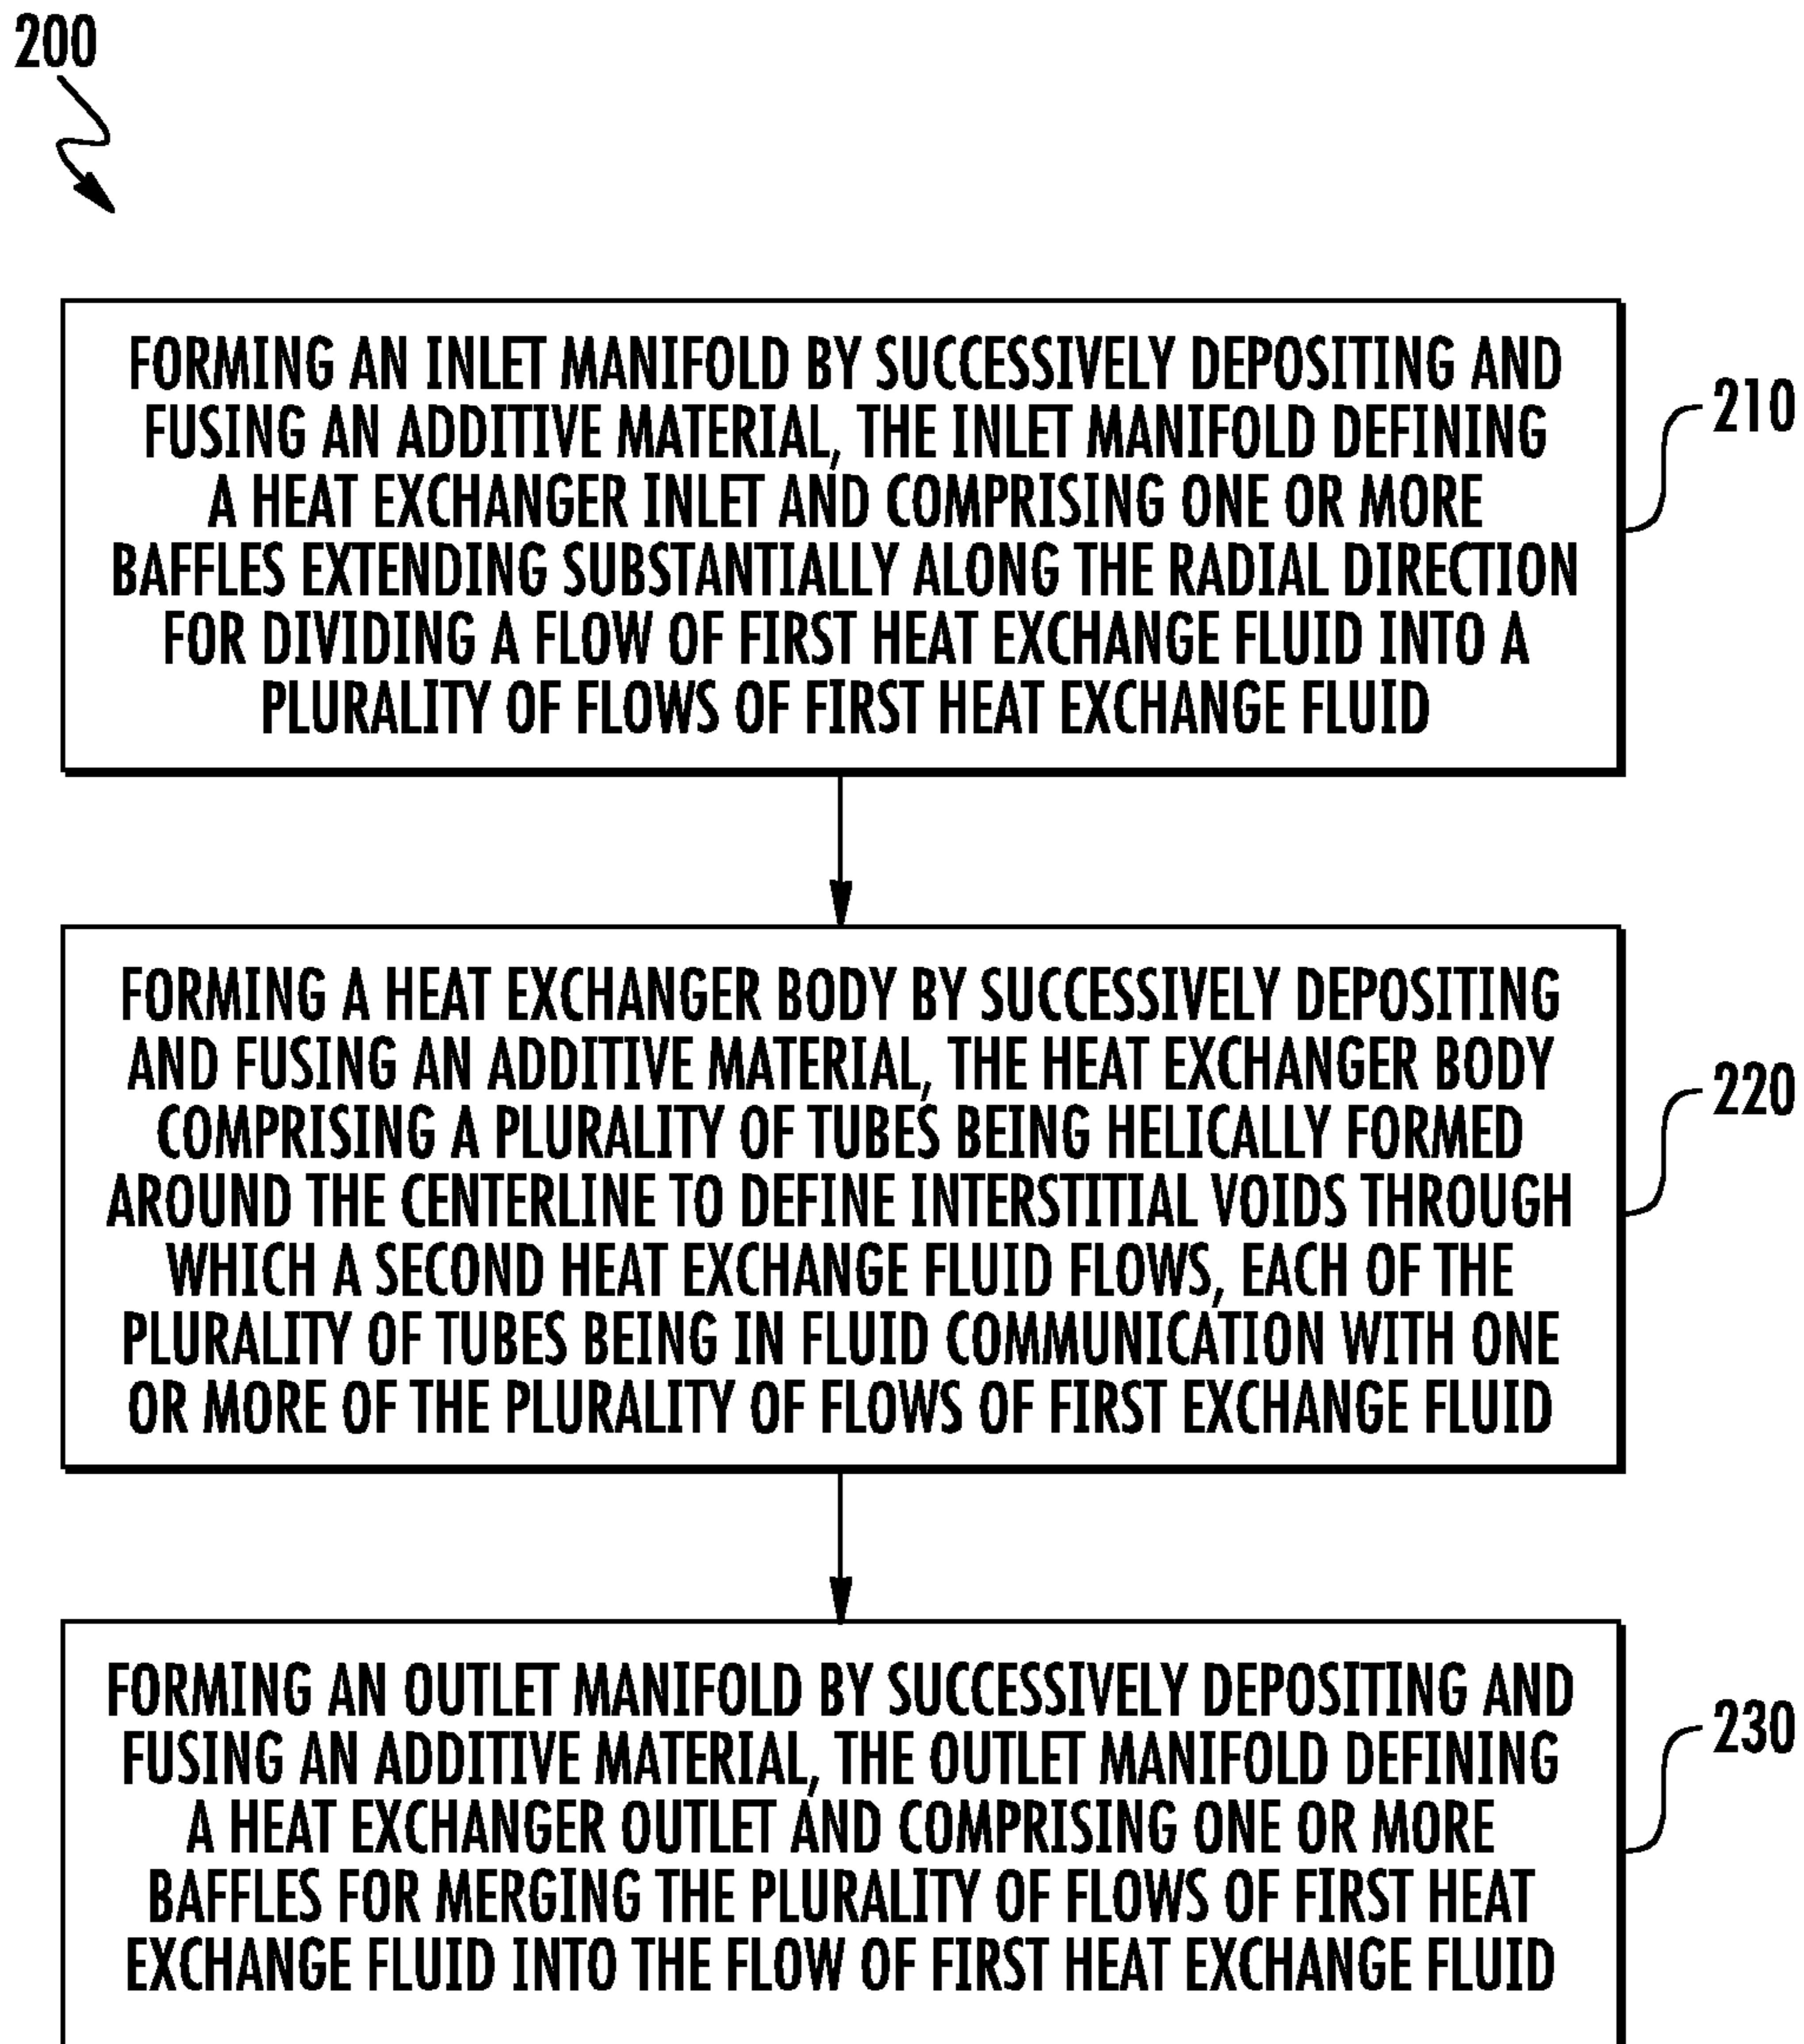 200
FORMING AN INLET MANIFOLD BY SUCCESSIVELY DEPOSITING AND
FUSING AN ADDITIVE MATERIAL, THE INLET MANIFOLD DEFINING
A HEAT EXCHANGER INLET AND COMPRISING ONE OR MORE
BAFFLES EXTENDING SUBSTANTIALLY ALONG THE RADIAL DIRECTION
FOR DIVIDING A FLOW OF FIRST HEAT EXCHANGE FLUID INTO A
PLURALITY OF FLOWS OF FIRST HEAT EXCHANGE FLUID
210
FORMING A HEAT EXCHANGER BODY BY SUCCESSIVELY DEPOSITING
AND FUSING AN ADDITIVE MATERIAL, THE HEAT EXCHANGER BODY
COMPRISING A PLURALITY OF TUBES BEING HELICALLY FORMED
AROUND THE CENTERLINE TO DEFINE INTERSTITIAL VOIDS THROUGH
WHICH A SECOND HEAT EXCHANGE FLUID FLOWS, EACH OF THE
PLURALITY OF TUBES BEING IN FLUID COMMUNICATION WITH ONE
OR MORE OF THE PLURALITY OF FLOWS OF FIRST EXCHANGE FLUID
220
FORMING AN OUTLET MANIFOLD BY SUCCESSIVELY DEPOSITING AND
FUSING AN ADDITIVE MATERIAL, THE OUTLET MANIFOLD DEFINING
A HEAT EXCHANGER OUTLET AND COMPRISING ONE OR MORE
BAFFLES FOR MERGING THE PLURALITY OF FLOWS OF FIRST HEAT
EXCHANGE FLUID INTO THE FLOW OF FIRST HEAT EXCHANGE FLUID
230